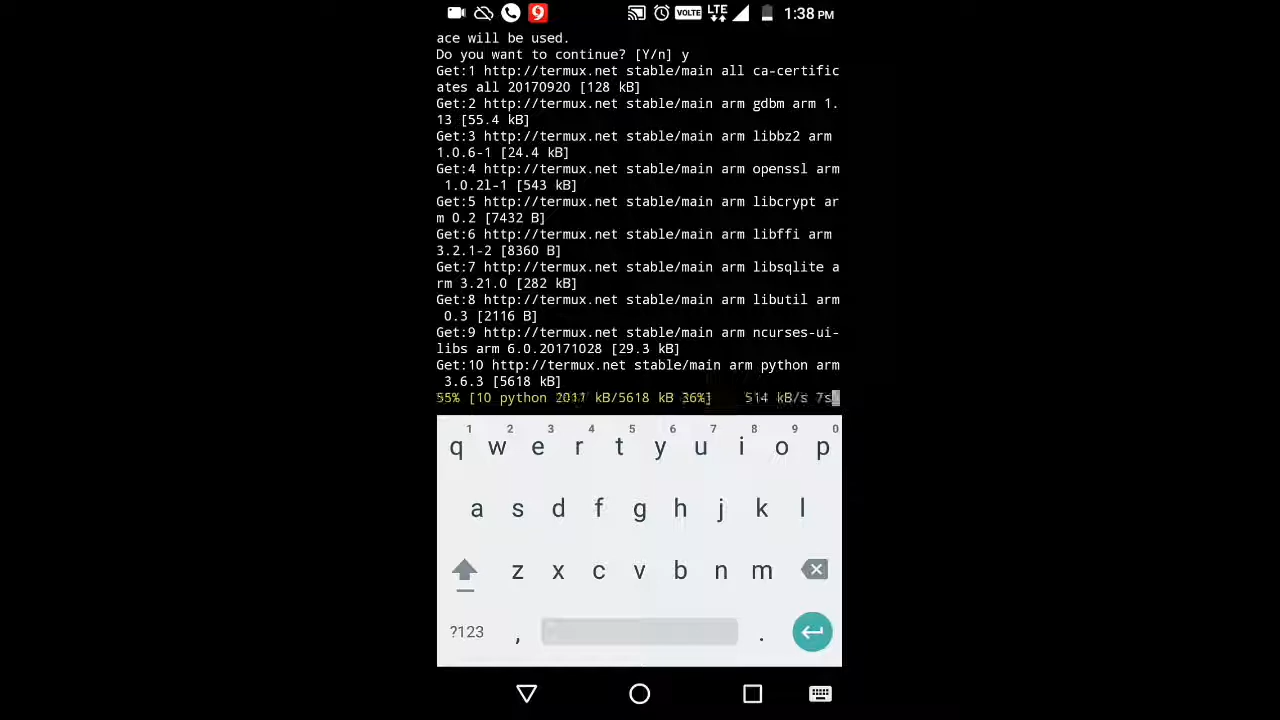 VOLTE LTE 1:38 PM
ace will be used.
Do you want to continue? [Y/n] y
Get:1 http://termux.net stable/main all ca-certific
ates all 20170920 [128 kB]
Get:2 http://termux.net stable/main arm gdbm arm 1.
13 [55.4 kB]
Get:3 http://termux.net stable/main arm libbz2 arm
1.0.6-1 [24.4 kB]
Get:4 http://termux.net stable/main arm openssl arm
1.0.2l-1 [543 kB]
Get:5 http://termux.net stable/main arm libcrypt ar
m 0.2 [7432 B]
Get:6 http://termux.net stable/main arm libffi arm
3.2.1-2 [8360 B]
Get:7 http://termux.net stable/main arm libsqlite a
rm 3.21.0 [282 kB]
Get:8 http://termux.net stable/main arm libutil arm
0.3 [2116 B]
Get:9 http://termux.net stable/main arm ncurses-ui-
libs arm 6.0.20171028 [29.3 kB]
Get:10 http://termux.net stable/main arm python arm
3.6.3 [5618 kB]
55% [10 python 2011 kB/5618 kB 36%] 514 kB/s 7s
1 2 3 4 5 6 7 8 9 0
q w e r t y u i o p
a s d f g h j k l
z x c v b n m
?123 , .